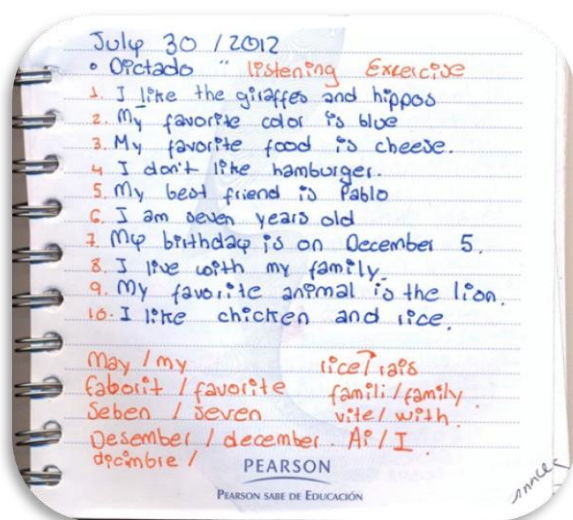 July 30 / 2012
• Dictado " listening Excercise
1. I like the giraffes and hippos
2. My favorite color is blue
3. My favorite food is cheese.
4 I don't like hamburger.
5. My best friend is Pablo
6. I am seven years old
7. My birthday is on December 5.
8. I live with my family.
9. My favorite animal is the lion.
10. I like chicken and rice.
May / my rice / rais
faborit / favorite famili / family
Seben / seven vite / with
Desember / december. Ai / I.
dicimbre /
PEARSON
PEARSON SABE DE EDUCACIÓN